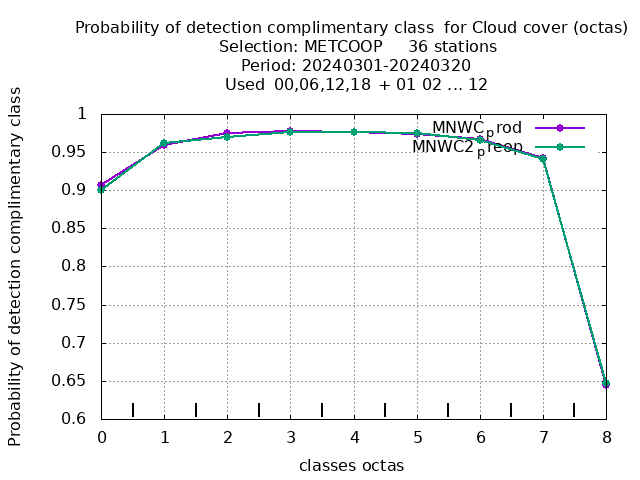 Probability of detection complimentary class  for Cloud cover (octas)
Selection: METCOOP     36 stations
Period: 20240301-20240320
Used  00,06,12,18  + 01 02 ... 12
Probability of detection complimentary class
MNWC_prod
MNWC2_preop
1
0.95
0.9
0.85
0.8
0.75
0.7
0.65
0.6
0 1 2 3 4 5 6 7 8
classes octas